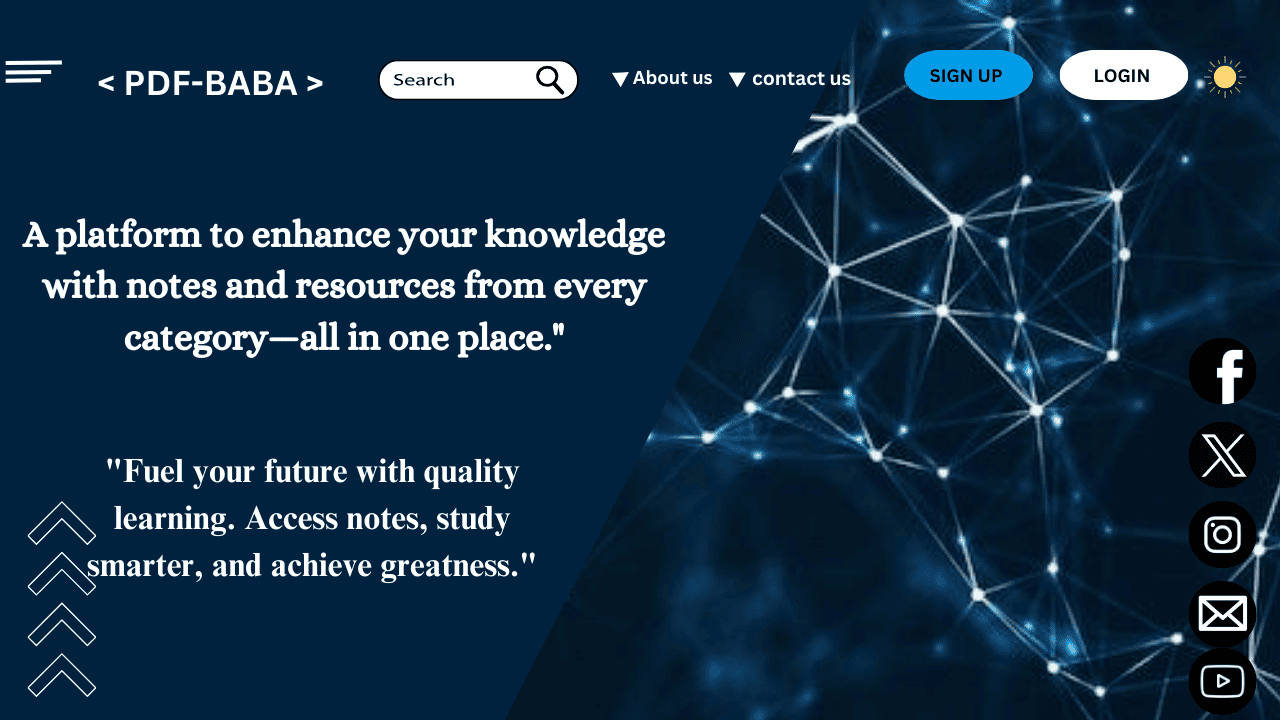 < PDF-BABA >
Search
About us
contact us
SIGN UP
LOGIN
A platform to enhance your knowledge
with notes and resources from every
category—all in one place."
"Fuel your future with quality
learning. Access notes, study
smarter, and achieve greatness."